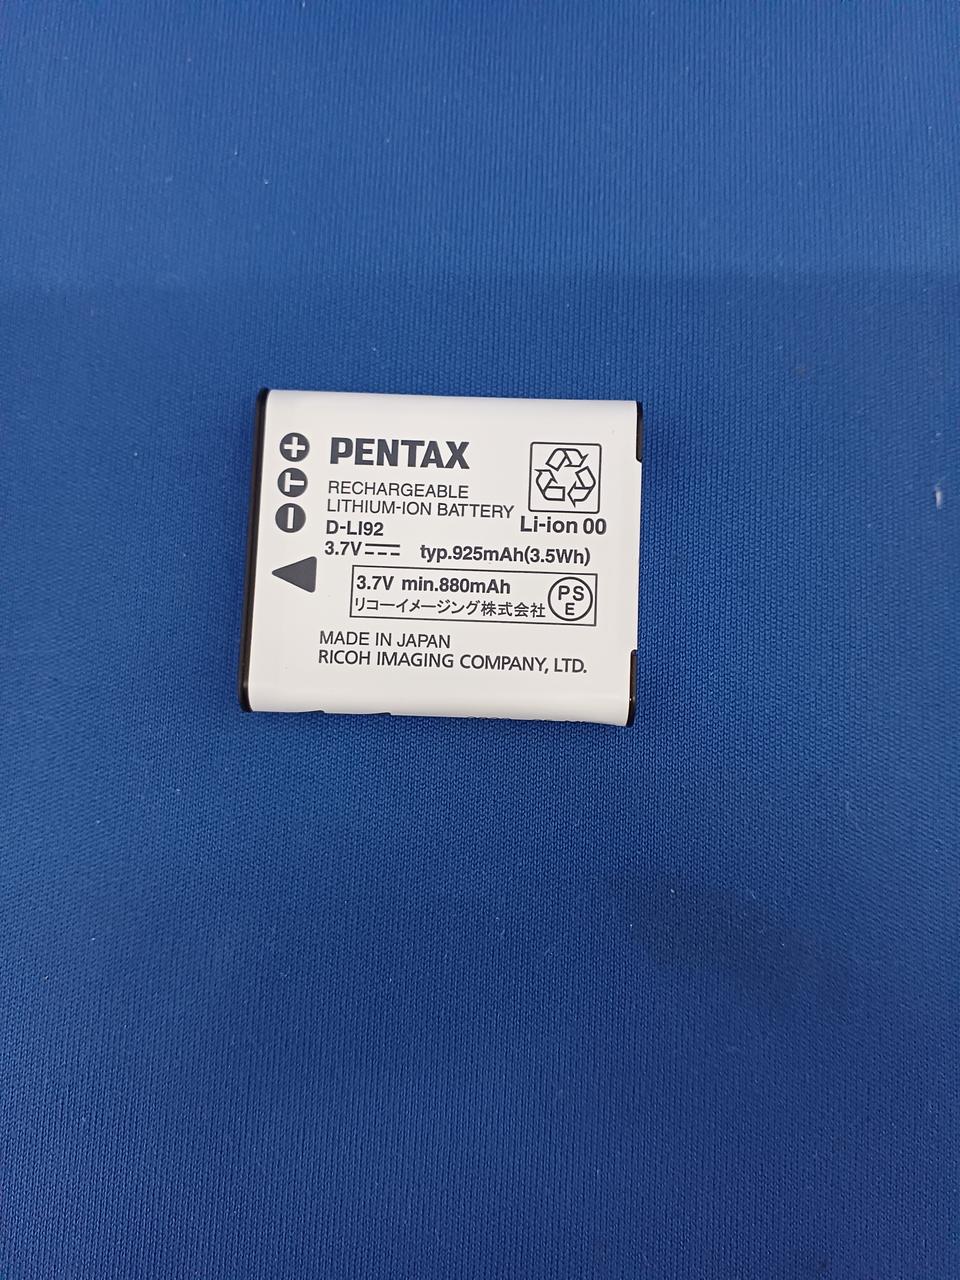 PENTAX
RECHARGEABLE
LITHIUM-ION BATTERY
Li-ion 00
D-LI92
3.7V typ.925mAh(3.5Wh)
3.7V min.880mAh
リコーイメージング株式会社
PS
E
MADE IN JAPAN
RICOH IMAGING COMPANY, LTD.